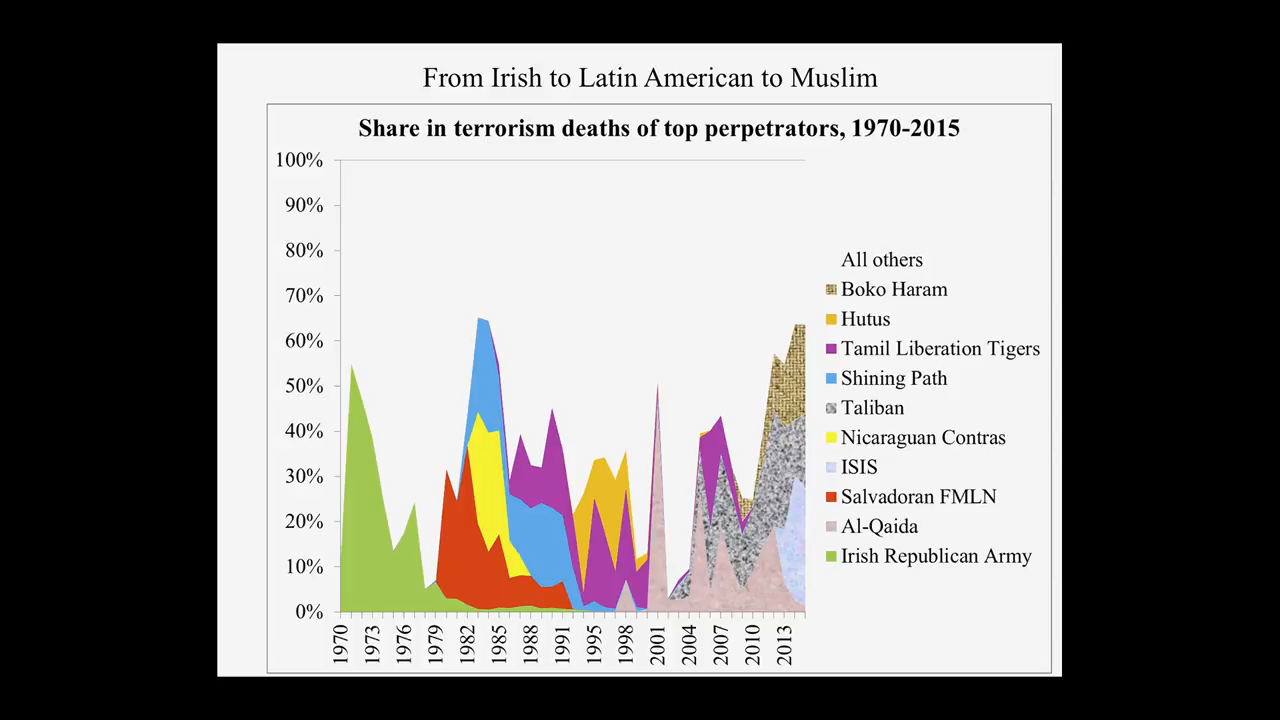 From Irish to Latin American to Muslim
Share in terrorism deaths of top perpetrators, 1970-2015
100%
90%
80%
70%
60%
50%
40%
30%
20%
10%
0%
1970
1973
1976
1979
1982
1985
1988
1991
1995
1998
2001
2004
2007
2010
2013
All others
Boko Haram
Hutus
Tamil Liberation Tigers
Shining Path
Taliban
Nicaraguan Contras
ISIS
Salvadoran FMLN
Al-Qaida
Irish Republican Army